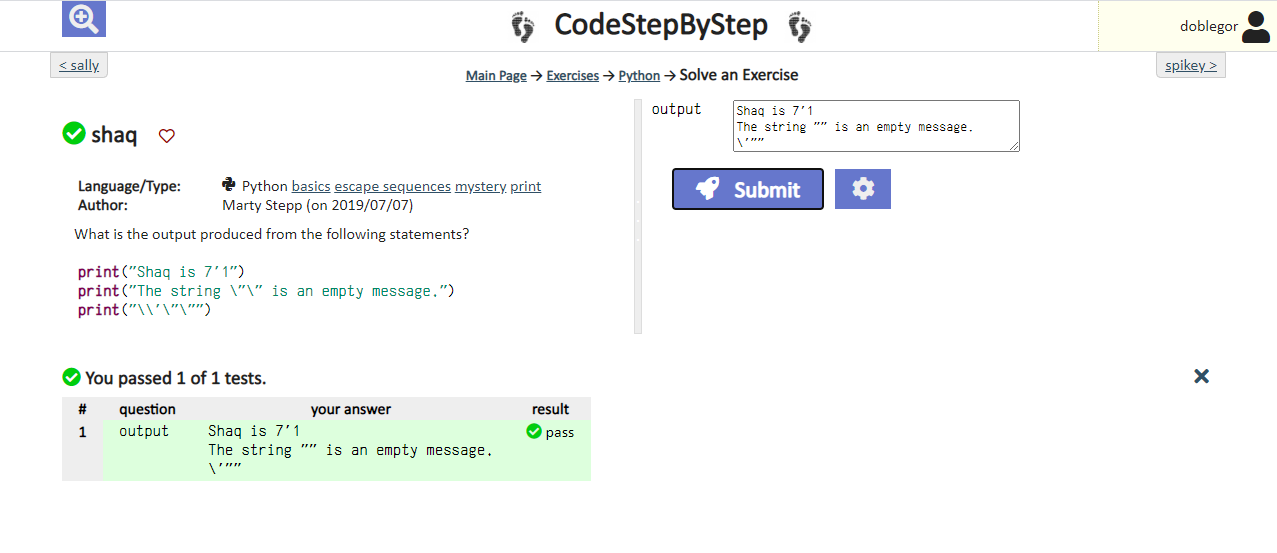 CodeStepByStep
doblegor
< sally
Main Page → Exercises → Python → Solve an Exercise
spikey >
shaq
Language/Type: Python basics escape sequences mystery print
Author: Marty Stepp (on 2019/07/07)
What is the output produced from the following statements?
print("Shaq is 7'1")
print("The string \"\" is an empty message.")
print("\\'\"\"")
output
Shaq is 7'1
The string "" is an empty message.
\'""
Submit
You passed 1 of 1 tests.
# question your answer result
1 output Shaq is 7'1 pass
The string "" is an empty message.
\'""